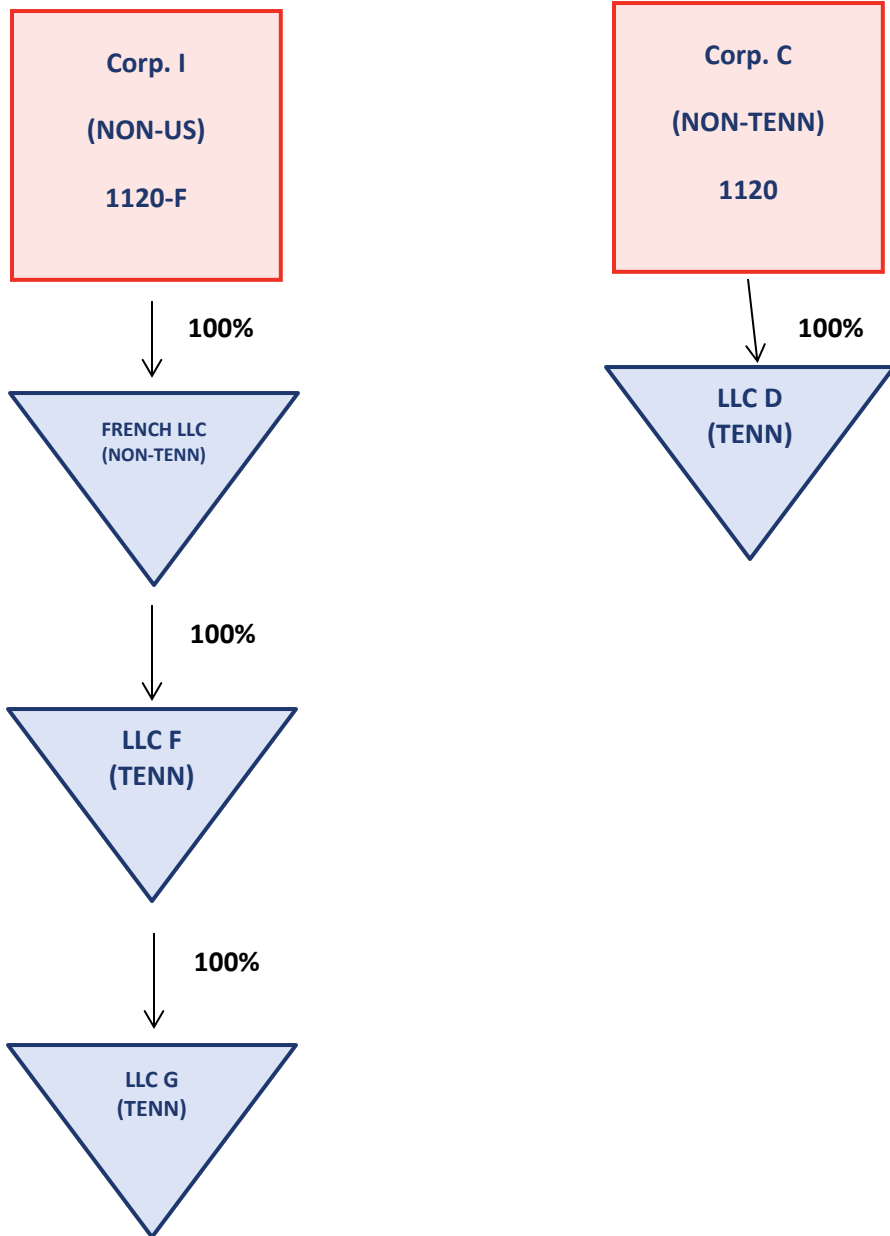 Corp. I
(NON-US)
1120-F
100%
FRENCH LLC
(NON-TENN)
100%
LLC F
(TENN)
100%
LLC G
(TENN)
Corp. C
(NON-TENN)
1120
100%
LLC D
(TENN)